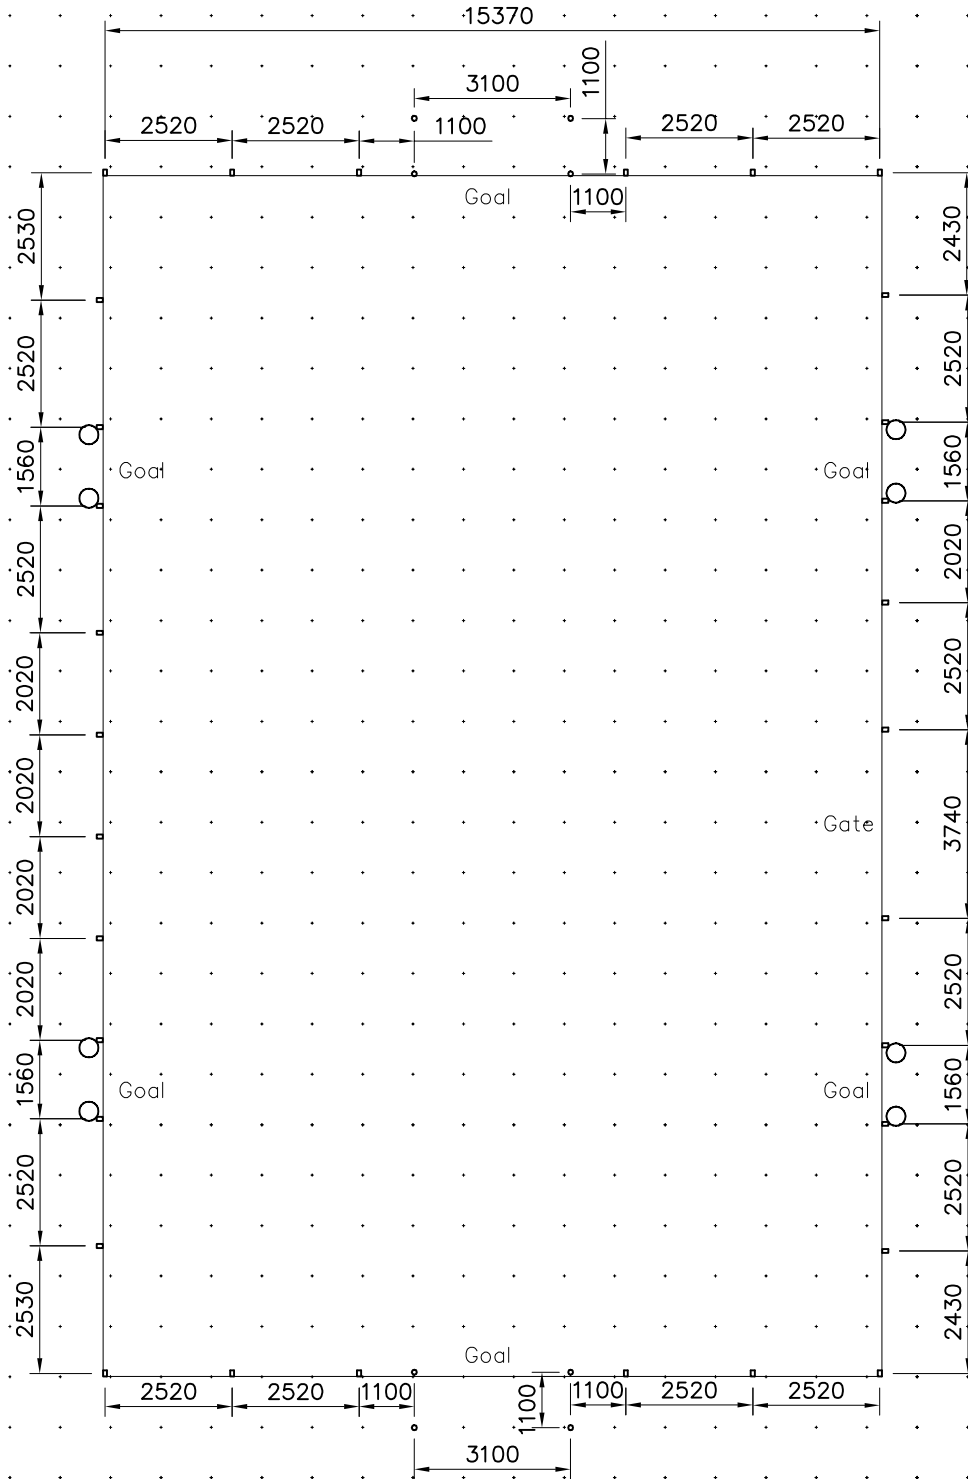 15370
3100
1100
2520 2520 1100 2520 2520
Goal 1100
2530 2430
2520 2520
1560 Goal Goal 1560
2520 2020
2020 2520
2020 Gate 3740
2020
2020 2520
1560 Goal Goal 1560
2520 2520
2530 2430
Goal
2520 2520 1100 1100 1100 2520 2520
3100